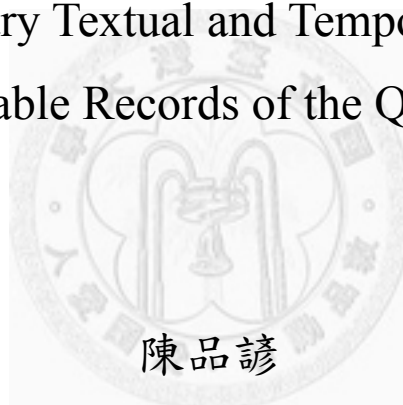 ry Textual and Tempo
able Records of the Q
陳品諺